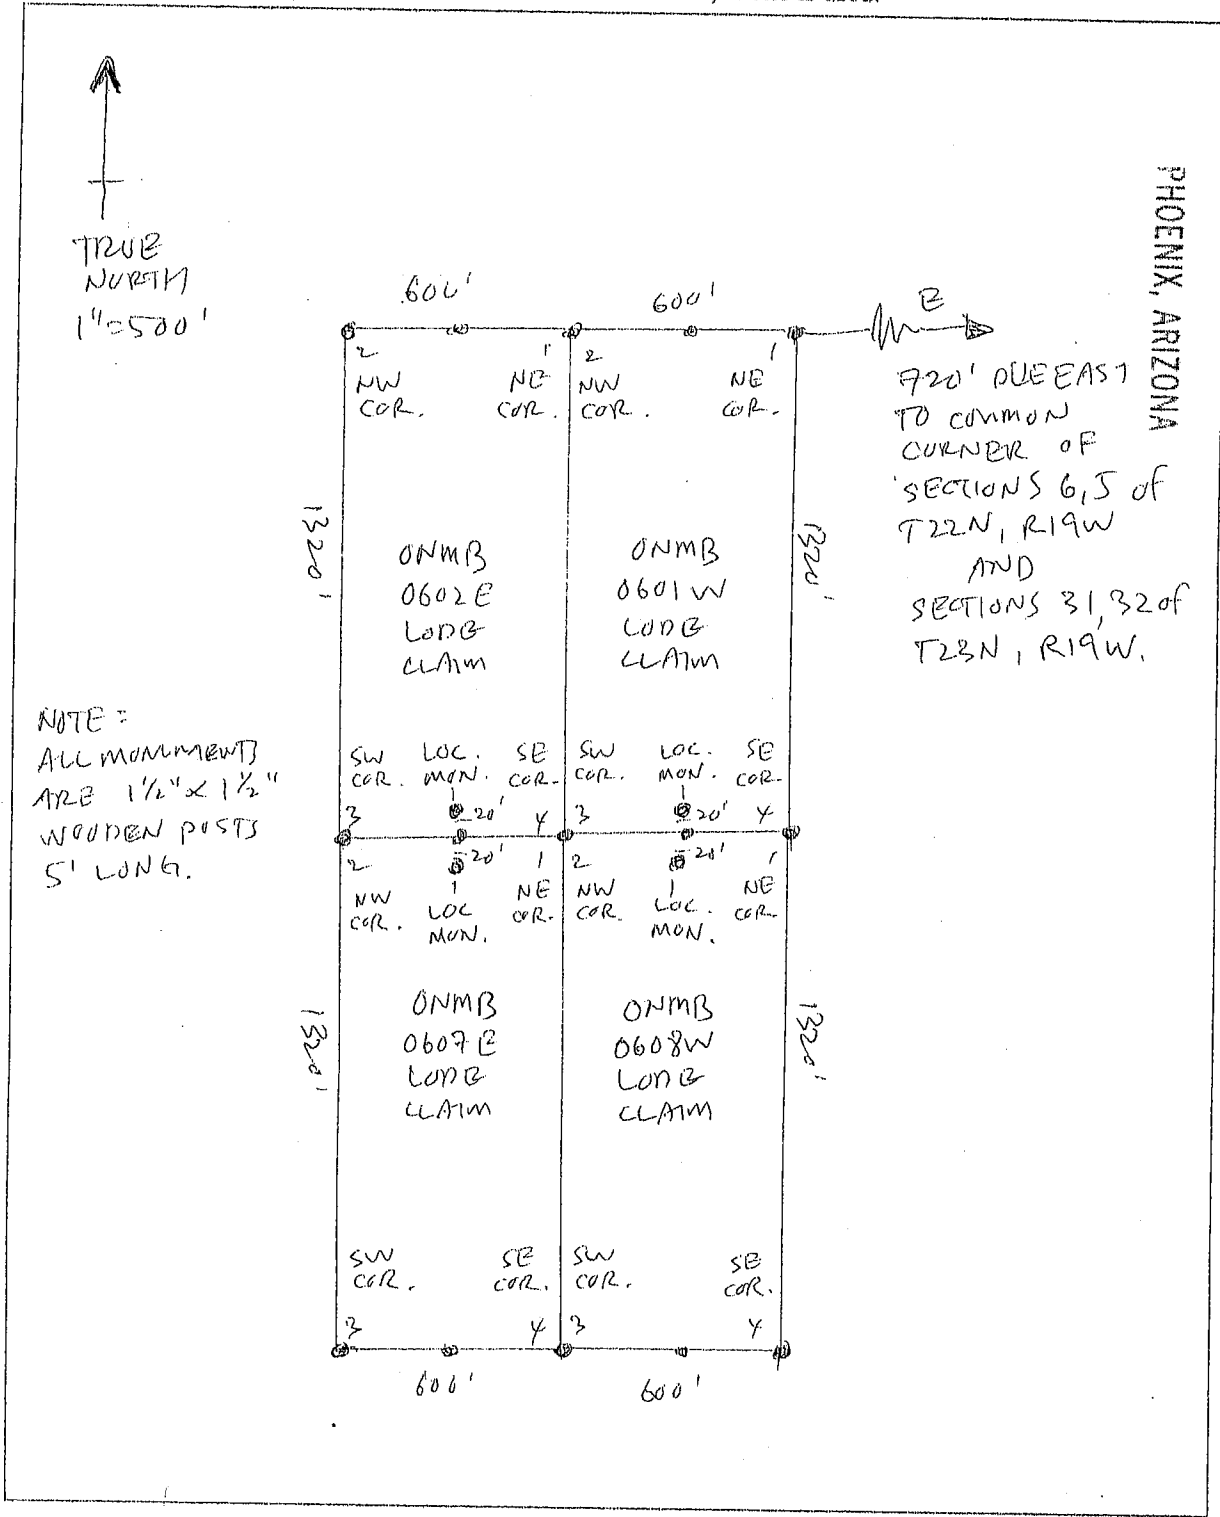 TRUE
NORTH
1"=500'
600'
600'
E
PHOENIX, ARIZONA
2
1
2
1
NW
COR.
NE
COR.
NW
COR.
NE
COR.
720' DUE EAST
TO COMMON
CORNER OF
SECTIONS 6,5 of
T22N, R19W
AND
SECTIONS 31,32 of
T23N, R19W.
1320'
1320'
ONMB
0602E
LODE
CLAIM
ONMB
0601W
LODE
CLAIM
NOTE =
ALL MONUMENTS
ARE 1½" x 1½"
WOODEN POSTS
5' LONG.
SW
COR.
LOC.
MON.
SE
COR.
SW
COR.
LOC.
MON.
SE
COR.
3
20'
4
3
20'
4
2
20'
1
2
20'
1
NW
COR.
LOC
MON.
NE
COR.
NW
COR.
LOC.
MON.
NE
COR.
1320'
1320'
ONMB
0607E
LODE
CLAIM
ONMB
0608W
LODE
CLAIM
SW
COR.
SE
COR.
SW
COR.
SE
COR.
3
4
3
4
600'
600'